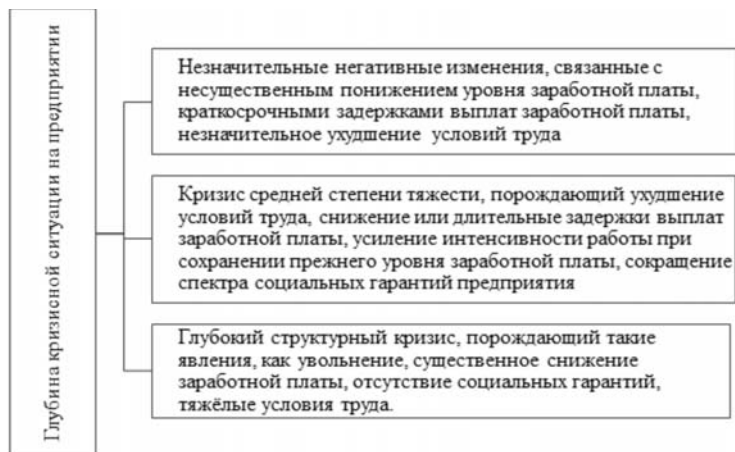 Глубина кризисной ситуации на предприятии
Незначительные негативные изменения, связанные с
несущественным понижением уровня заработной платы,
краткосрочными задержками выплат заработной платы,
незначительное ухудшение условий труда
Кризис средней степени тяжести, порождающий ухудшение
условий труда, снижение или длительные задержки выплат
заработной платы, усиление интенсивности работы при
сохранении прежнего уровня заработной платы, сокращение
спектра социальных гарантий предприятия
Глубокий структурный кризис, порождающий такие
явления, как увольнение, существенное снижение
заработной платы, отсутствие социальных гарантий,
тяжёлые условия труда.